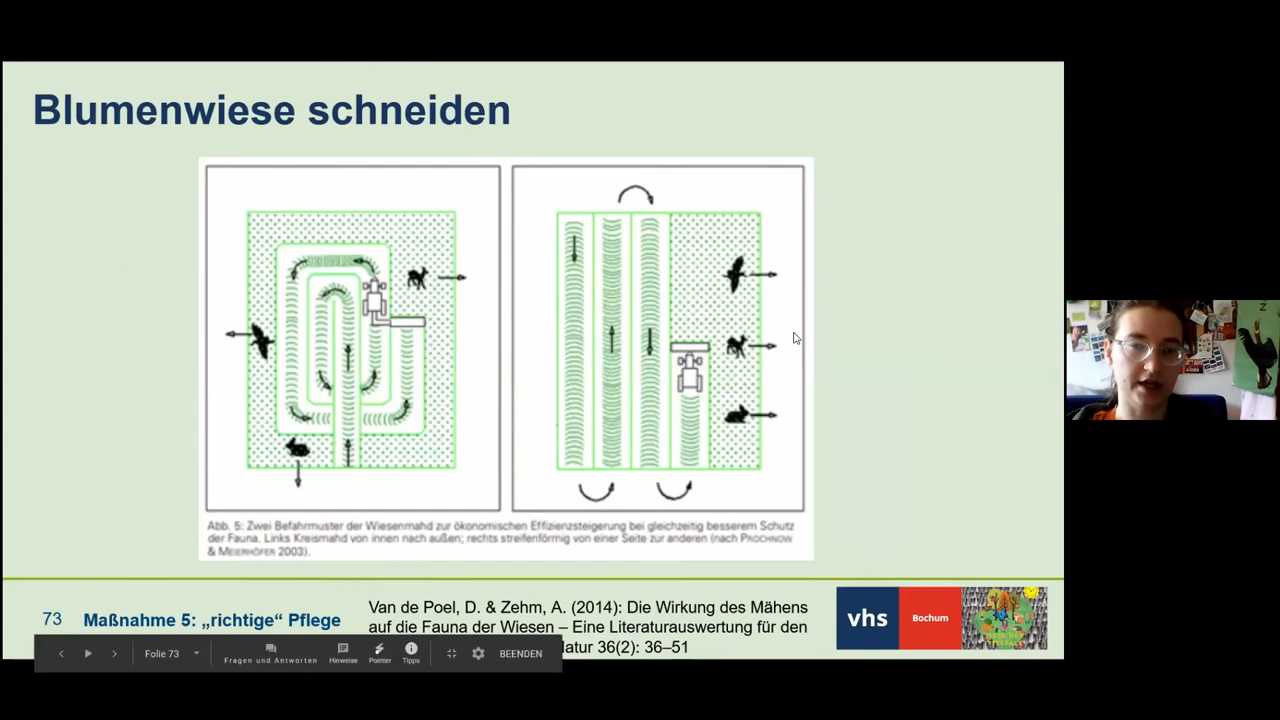 Blumenwiese schneiden
Abb. 5: Zwei Befahrmuster der Wiesenmahd zur ökonomischen Effizienzsteigerung bei gleichzeitig besserem Schutz
der Fauna. Links Kreismahd von innen nach außen; rechts streifenförmig von einer Seite zur anderen (nach PROCHNOW
& MEIERHÖFER 2003).
73 Maßnahme 5: „richtige“ Pflege
Van de Poel, D. & Zehm, A. (2014): Die Wirkung des Mähens
auf die Fauna der Wiesen – Eine Literaturauswertung für den
atur 36(2): 36–51
vhs Bochum
Folie 73
Fragen und Antworten
Hinweise
Pointer
Tipps
BEENDEN